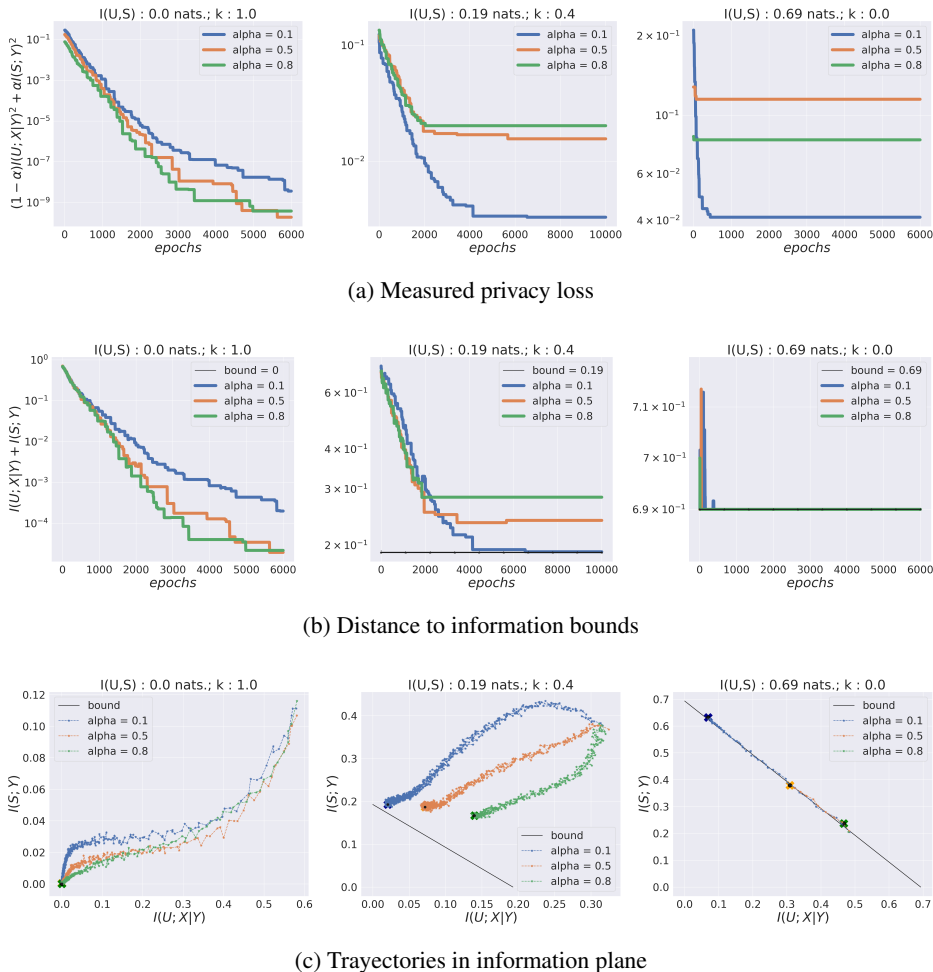 I(U,S) : 0.0 nats.; k : 1.0
I(U,S) : 0.19 nats.; k : 0.4
I(U,S) : 0.69 nats.; k : 0.0
(1 − α)I(U; X|Y)² + αI(S; Y)²
10⁻¹
10⁻³
10⁻⁵
10⁻⁷
10⁻⁹
alpha = 0.1
alpha = 0.5
alpha = 0.8
0 1000 2000 3000 4000 5000 6000
epochs
10⁻¹
10⁻²
alpha = 0.1
alpha = 0.5
alpha = 0.8
0 2000 4000 6000 8000 10000
epochs
2 × 10⁻¹
10⁻¹
6 × 10⁻²
4 × 10⁻²
alpha = 0.1
alpha = 0.5
alpha = 0.8
0 1000 2000 3000 4000 5000 6000
epochs
(a) Measured privacy loss
I(U,S) : 0.0 nats.; k : 1.0
I(U,S) : 0.19 nats.; k : 0.4
I(U,S) : 0.69 nats.; k : 0.0
I(U; X|Y) + I(S; Y)
10⁰
10⁻¹
10⁻²
10⁻³
10⁻⁴
bound = 0
alpha = 0.1
alpha = 0.5
alpha = 0.8
0 1000 2000 3000 4000 5000 6000
epochs
6 × 10⁻¹
4 × 10⁻¹
3 × 10⁻¹
2 × 10⁻¹
bound = 0.19
alpha = 0.1
alpha = 0.5
alpha = 0.8
0 2000 4000 6000 8000 10000
epochs
7.1 × 10⁻¹
7 × 10⁻¹
6.9 × 10⁻¹
bound = 0.69
alpha = 0.1
alpha = 0.5
alpha = 0.8
0 1000 2000 3000 4000 5000 6000
epochs
(b) Distance to information bounds
I(U,S) : 0.0 nats.; k : 1.0
I(U,S) : 0.19 nats.; k : 0.4
I(U,S) : 0.69 nats.; k : 0.0
I(S; Y)
0.12
0.10
0.08
0.06
0.04
0.02
0.00
bound
alpha = 0.1
alpha = 0.5
alpha = 0.8
0.0 0.1 0.2 0.3 0.4 0.5 0.6
I(U; X|Y)
I(S; Y)
0.4
0.3
0.2
0.1
0.0
bound
alpha = 0.1
alpha = 0.5
alpha = 0.8
0.00 0.05 0.10 0.15 0.20 0.25 0.30
I(U; X|Y)
I(S; Y)
0.7
0.6
0.5
0.4
0.3
0.2
0.1
0.0
bound
alpha = 0.1
alpha = 0.5
alpha = 0.8
0.0 0.1 0.2 0.3 0.4 0.5 0.6 0.7
I(U; X|Y)
(c) Trayectories in information plane